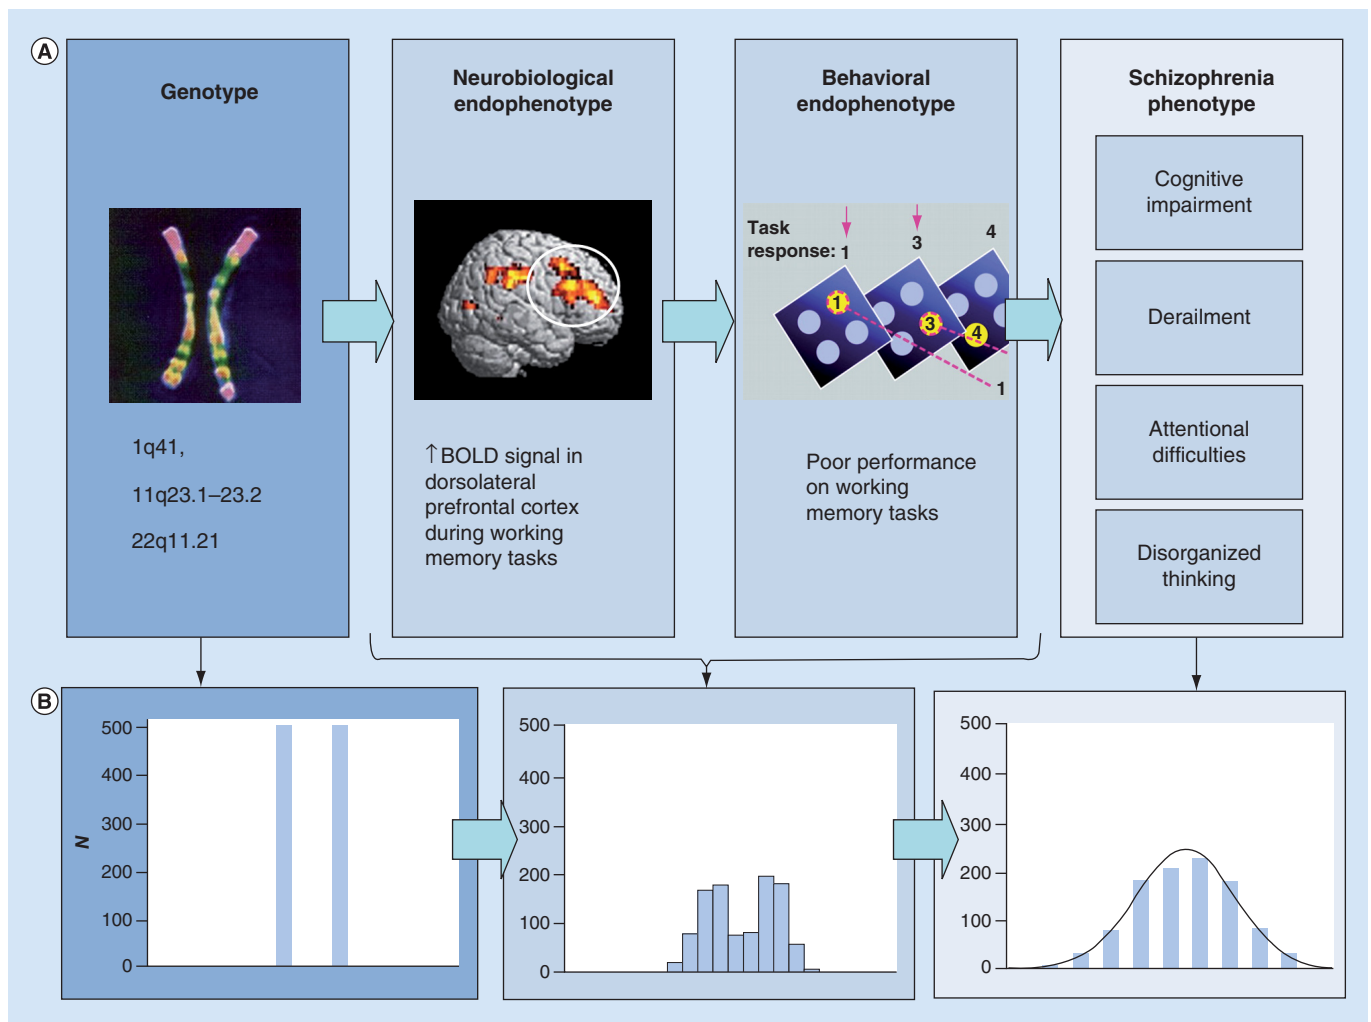 A
Genotype
1q41,
11q23.1–23.2
22q11.21
Neurobiological
endophenotype
↑BOLD signal in
dorsolateral
prefrontal cortex
during working
memory tasks
Behavioral
endophenotype
Task
response: 1
3
4
1
3
4
1
Poor performance
on working
memory tasks
Schizophrenia
phenotype
Cognitive
impairment
Derailment
Attentional
difficulties
Disorganized
thinking
B
N
500
400
300
200
100
0
500
400
300
200
100
0
500
400
300
200
100
0